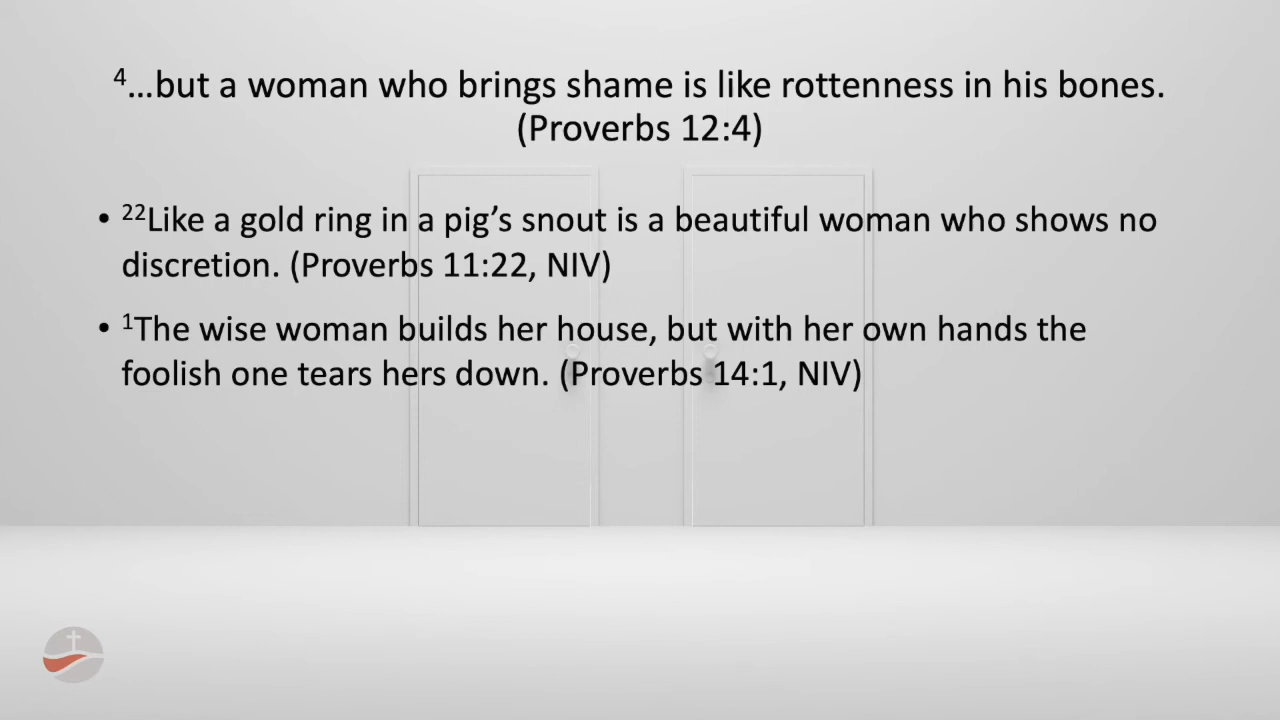 ⁴…but a woman who brings shame is like rottenness in his bones.
(Proverbs 12:4)
• ²²Like a gold ring in a pig’s snout is a beautiful woman who shows no
discretion. (Proverbs 11:22, NIV)
• ¹The wise woman builds her house, but with her own hands the
foolish one tears hers down. (Proverbs 14:1, NIV)